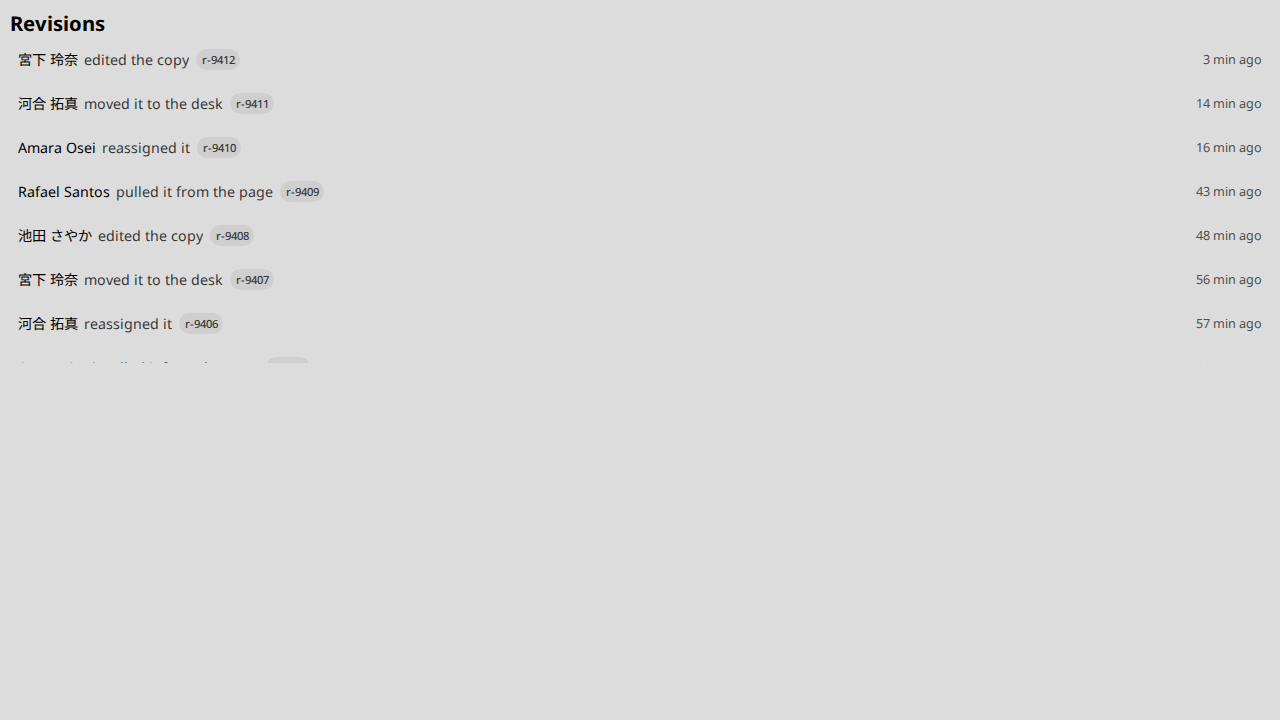 Revisions
宮下 玲奈 edited the copy r-9412 3 min ago
河合 拓真 moved it to the desk r-9411 14 min ago
Amara Osei reassigned it r-9410 16 min ago
Rafael Santos pulled it from the page r-9409 43 min ago
池田 さやか edited the copy r-9408 48 min ago
宮下 玲奈 moved it to the desk r-9407 56 min ago
河合 拓真 reassigned it r-9406 57 min ago